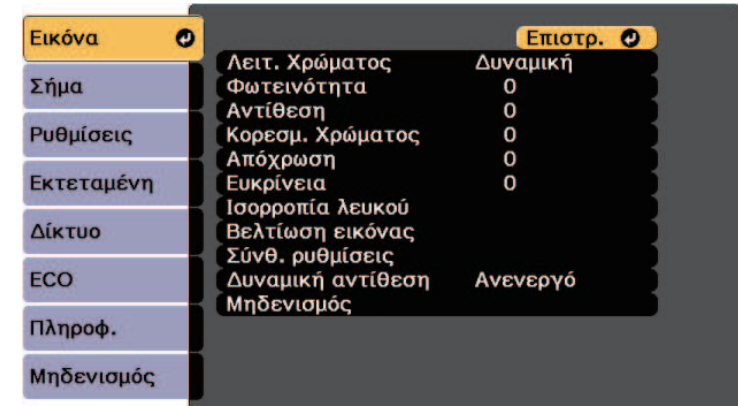 Εικόνα
Σήμα
Ρυθμίσεις
Εκτεταμένη
Δίκτυο
ECO
Πληροφ.
Μηδενισμός
Επιστρ.
Λειτ. Χρώματος Δυναμική
Φωτεινότητα 0
Αντίθεση 0
Κορεσμ. Χρώματος 0
Απόχρωση 0
Ευκρίνεια 0
Ισορροπία λευκού
Βελτίωση εικόνας
Σύνθ. ρυθμίσεις
Δυναμική αντίθεση Ανενεργό
Μηδενισμός